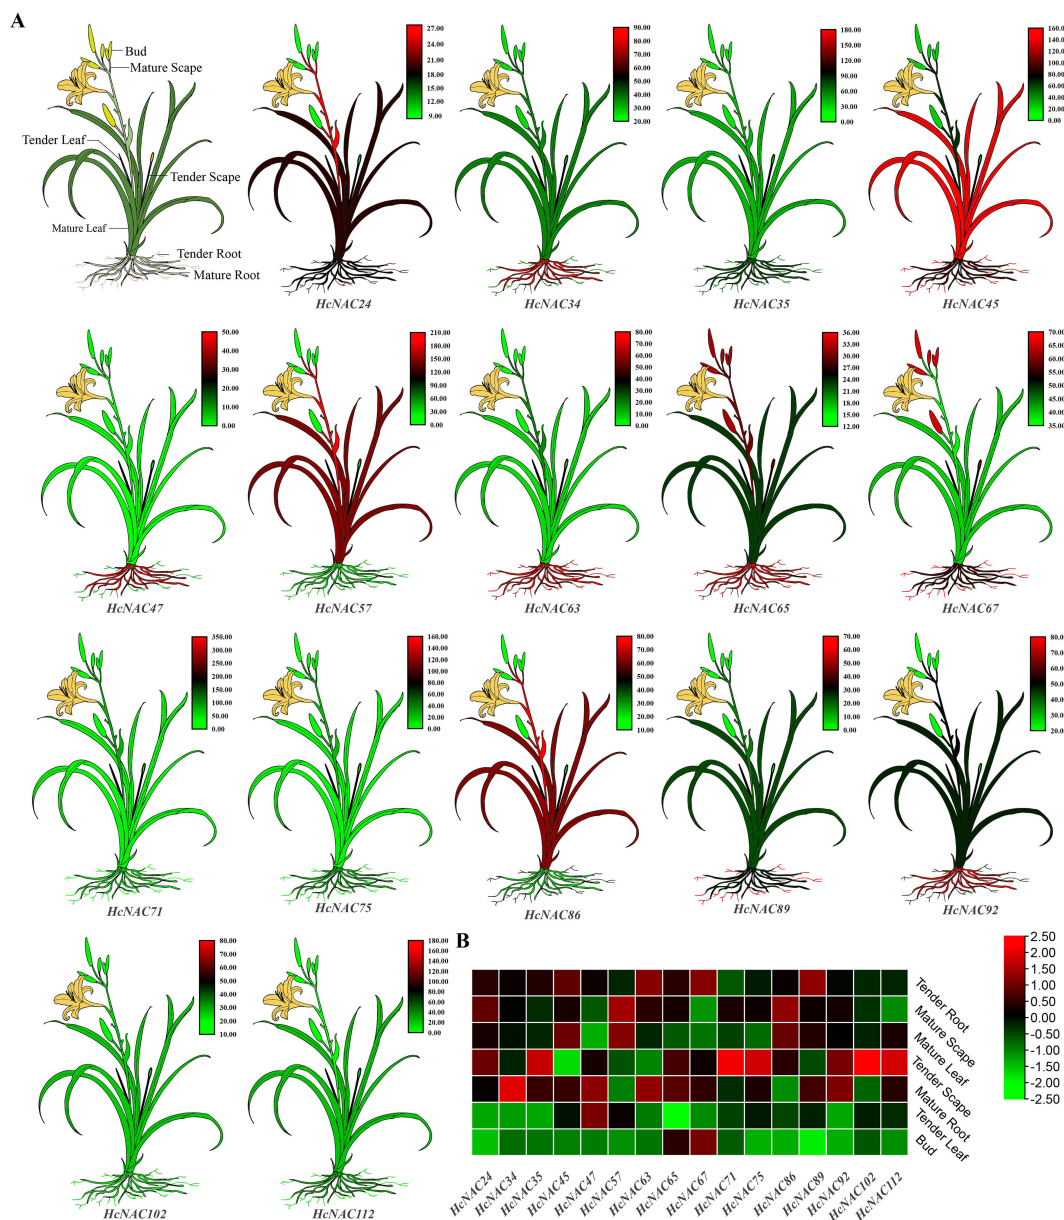 A
Bud
Mature Scape
Tender Leaf
Tender Scape
Mature Leaf
Tender Root
Mature Root
27.00
24.00
21.00
18.00
15.00
12.00
9.00
HcNAC24
90.00
80.00
70.00
60.00
50.00
40.00
30.00
20.00
HcNAC34
180.00
150.00
120.00
90.00
60.00
30.00
0.00
HcNAC35
160.00
140.00
120.00
100.00
80.00
60.00
40.00
20.00
0.00
HcNAC45
50.00
40.00
30.00
20.00
10.00
0.00
HcNAC47
210.00
180.00
150.00
120.00
90.00
60.00
30.00
0.00
HcNAC57
80.00
70.00
60.00
50.00
40.00
30.00
20.00
10.00
0.00
HcNAC63
36.00
33.00
30.00
27.00
24.00
21.00
18.00
15.00
12.00
HcNAC65
70.00
65.00
60.00
55.00
50.00
45.00
40.00
35.00
HcNAC67
350.00
300.00
250.00
200.00
150.00
100.00
50.00
0.00
HcNAC71
160.00
140.00
120.00
100.00
80.00
60.00
40.00
20.00
0.00
HcNAC75
80.00
70.00
60.00
50.00
40.00
30.00
20.00
10.00
HcNAC86
70.00
60.00
50.00
40.00
30.00
20.00
10.00
0.00
HcNAC89
80.00
70.00
60.00
50.00
40.00
30.00
20.00
HcNAC92
80.00
70.00
60.00
50.00
40.00
30.00
20.00
10.00
HcNAC102
180.00
160.00
140.00
120.00
100.00
80.00
60.00
40.00
20.00
0.00
HcNAC112
B
2.50
2.00
1.50
1.00
0.50
0.00
-0.50
-1.00
-1.50
-2.00
-2.50
Tender Root
Mature Scape
Mature Leaf
Tender Scape
Mature Root
Tender Leaf
Bud
HcNAC24
HcNAC34
HcNAC35
HcNAC45
HcNAC47
HcNAC57
HcNAC63
HcNAC65
HcNAC67
HcNAC71
HcNAC75
HcNAC86
HcNAC89
HcNAC92
HcNAC102
HcNAC112